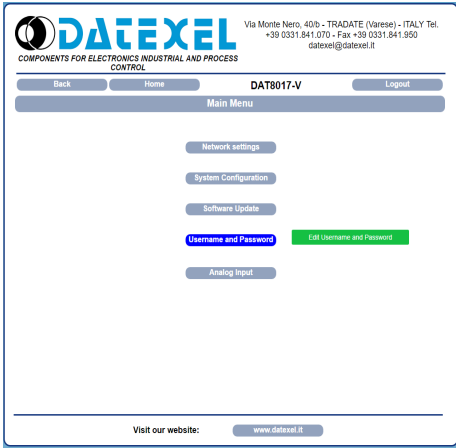 DATEXEL
COMPONENTS FOR ELECTRONICS INDUSTRIAL AND PROCESS
CONTROL
Via Monte Nero, 40/b - TRADATE (Varese) - ITALY Tel.
+39 0331.841.070 - Fax +39 0331.841.950
datexel@datexel.it
Back Home DAT8017-V Logout
Main Menu
Network settings
System Configuration
Software Update
Username and Password Edit Username and Password
Analog Input
Visit our website: www.datexel.it